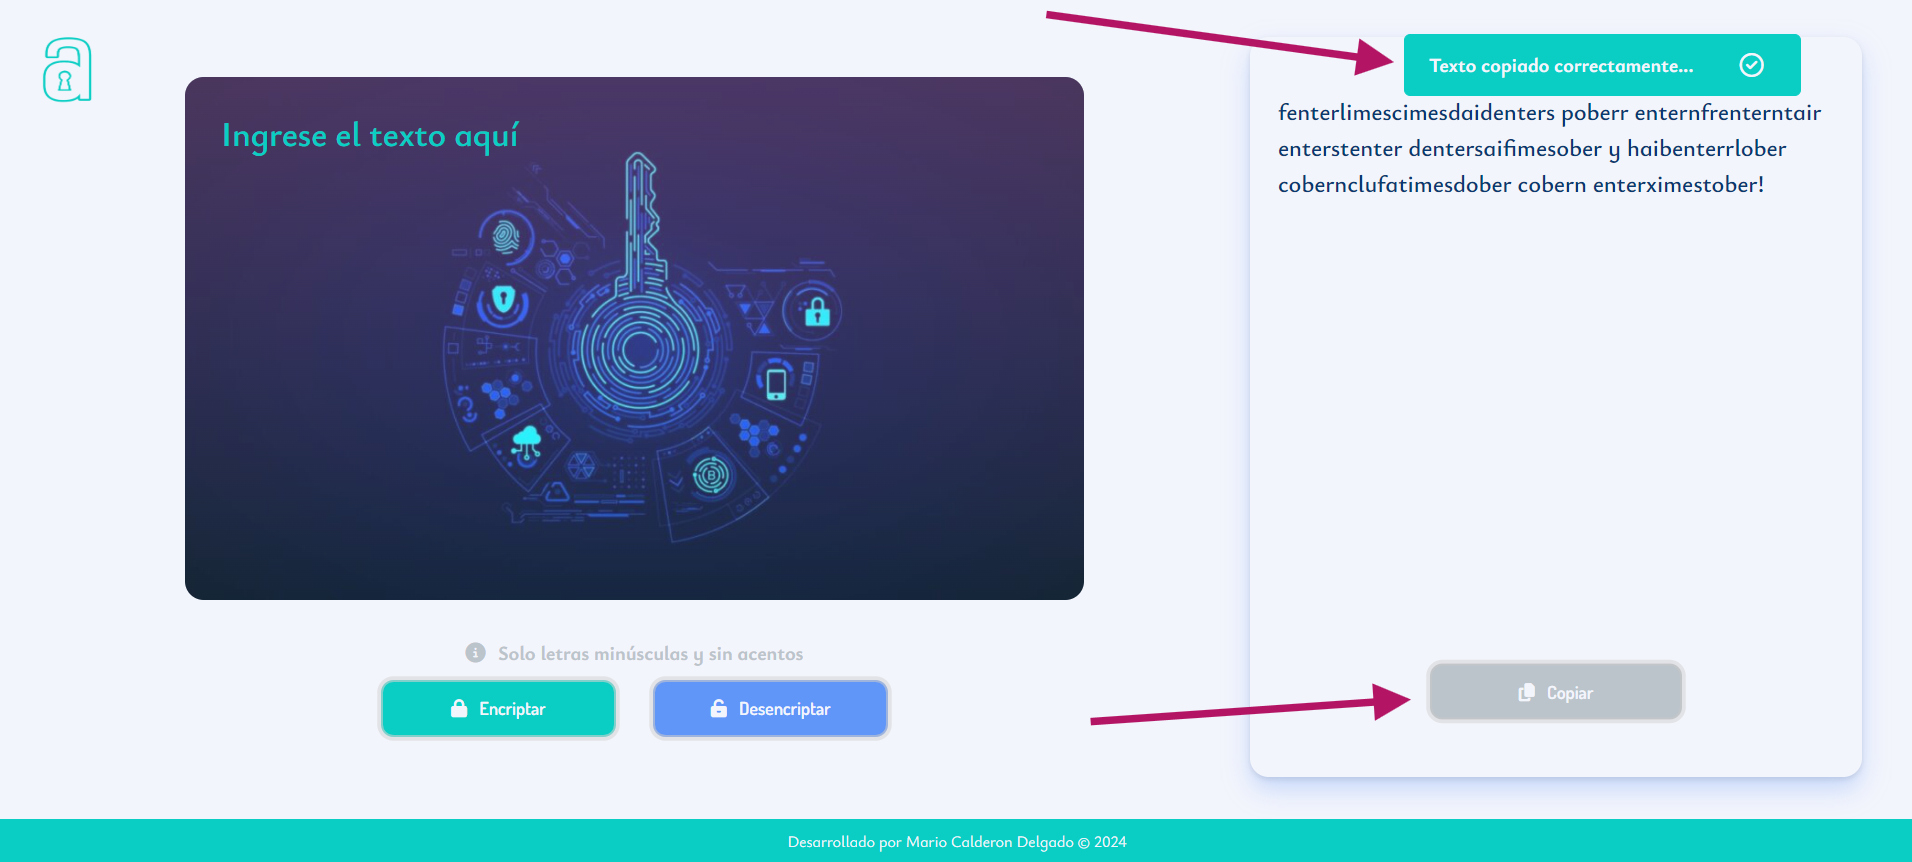 a
Ingrese el texto aquí
Solo letras minúsculas y sin acentos
Encriptar
Desencriptar
Texto copiado correctamente...
fenterlimescimesdaidenters poberr enternfrenterntair
enterstenter dentersaifimesober y haibenterrlober
cobernclufatimesdober cobern enterximestober!
Copiar
Desarrollado por Mario Calderon Delgado © 2024